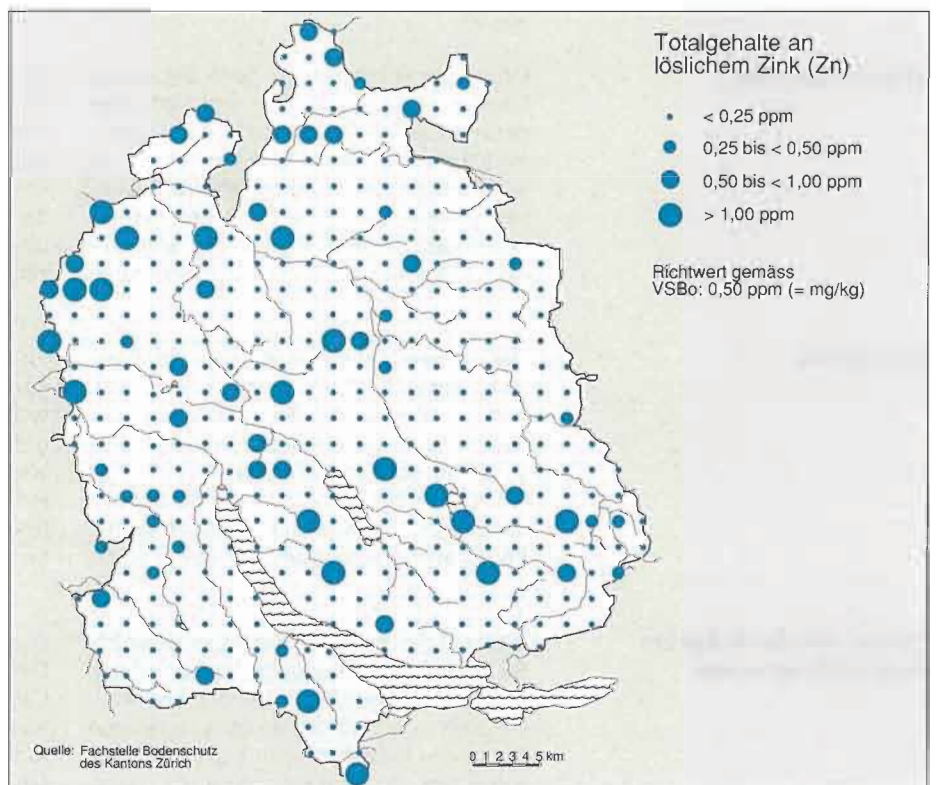 Totalgehalte an
löslichem Zink (Zn)
< 0,25 ppm
0,25 bis < 0,50 ppm
0,50 bis < 1,00 ppm
> 1,00 ppm
Richtwert gemäss
VSBo: 0,50 ppm (= mg/kg)
Quelle: Fachstelle Bodenschutz
des Kantons Zürich
0 1 2 3 4 5 km